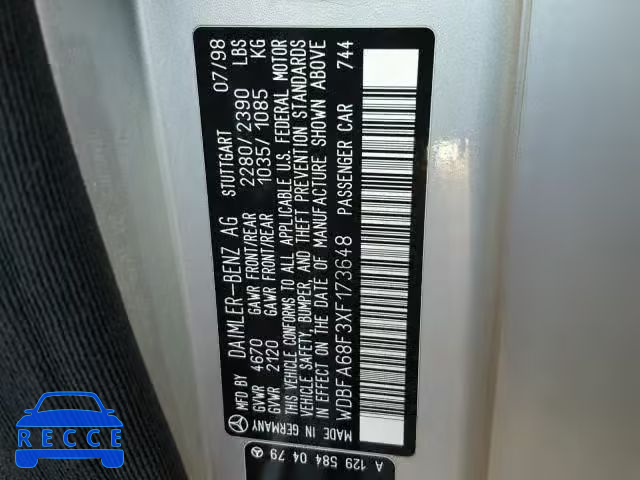 MFD BY DAIMLER-BENZ AG STUTTGART 07/98
GVWR 4670 GAWR FRONT/REAR 2280/2390 LBS
GVWR 2120 GAWR FRONT/REAR 1035/1085 KG
THIS VEHICLE CONFORMS TO ALL APPLICABLE U.S. FEDERAL MOTOR
VEHICLE SAFETY, BUMPER, AND THEFT PREVENTION STANDARDS
IN EFFECT ON THE DATE OF MANUFACTURE SHOWN ABOVE
WDBFA68F3XF173648 PASSENGER CAR 744
MADE IN GERMANY
A 129 584 04 79
RECCE